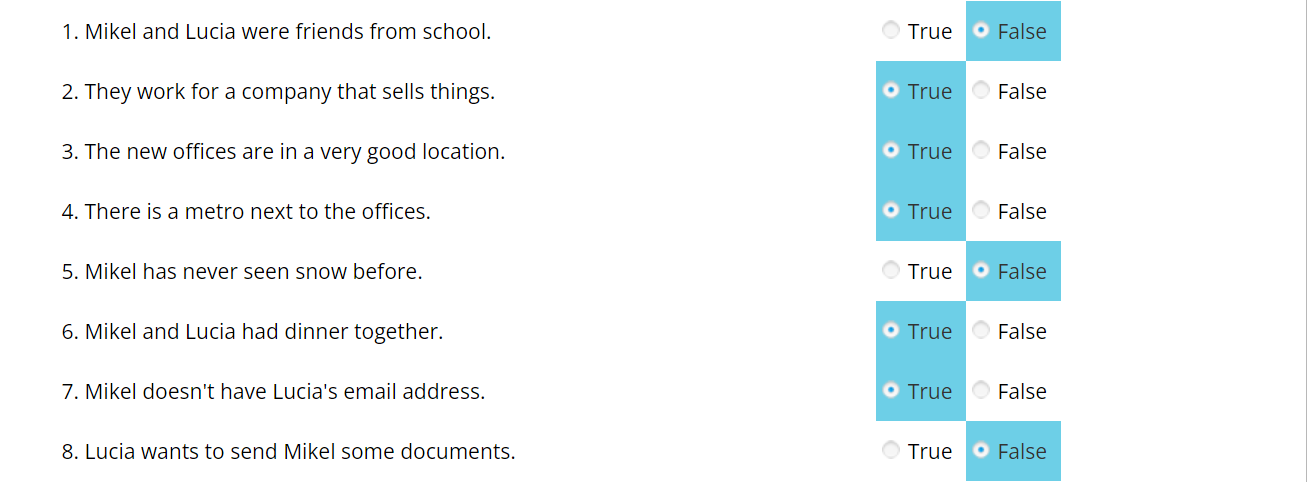 1. Mikel and Lucia were friends from school. True False
2. They work for a company that sells things. True False
3. The new offices are in a very good location. True False
4. There is a metro next to the offices. True False
5. Mikel has never seen snow before. True False
6. Mikel and Lucia had dinner together. True False
7. Mikel doesn't have Lucia's email address. True False
8. Lucia wants to send Mikel some documents. True False